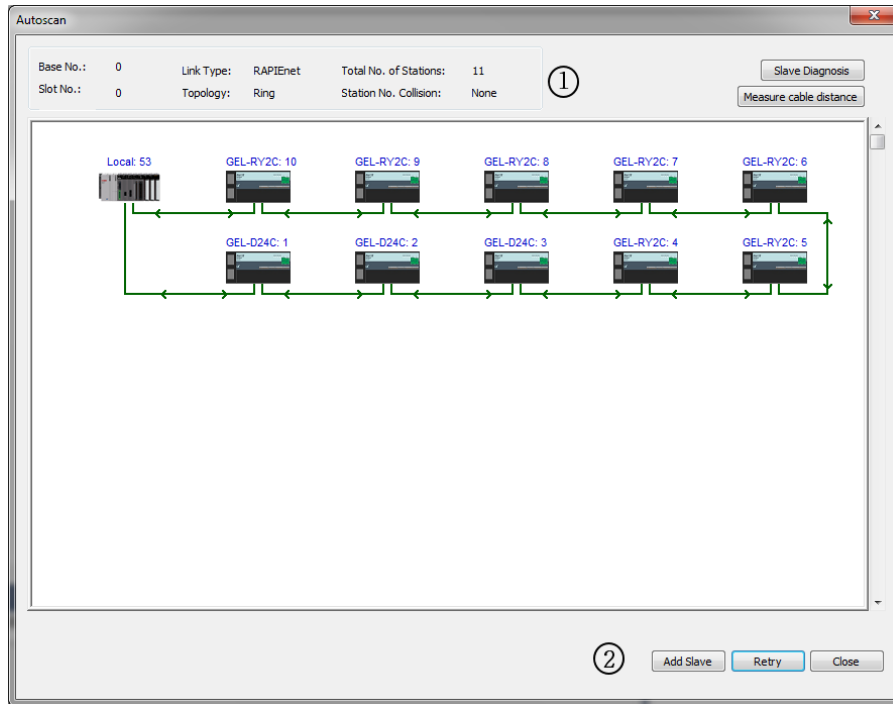 Autoscan
Base No.: 0 Link Type: RAPIEnet Total No. of Stations: 11 Slave Diagnosis
Slot No.: 0 Topology: Ring Station No. Collision: None Measure cable distance
①
Local: 53 GEL-RY2C: 10 GEL-RY2C: 9 GEL-RY2C: 8 GEL-RY2C: 7 GEL-RY2C: 6
GEL-D24C: 1 GEL-D24C: 2 GEL-D24C: 3 GEL-RY2C: 4 GEL-RY2C: 5
② Add Slave Retry Close